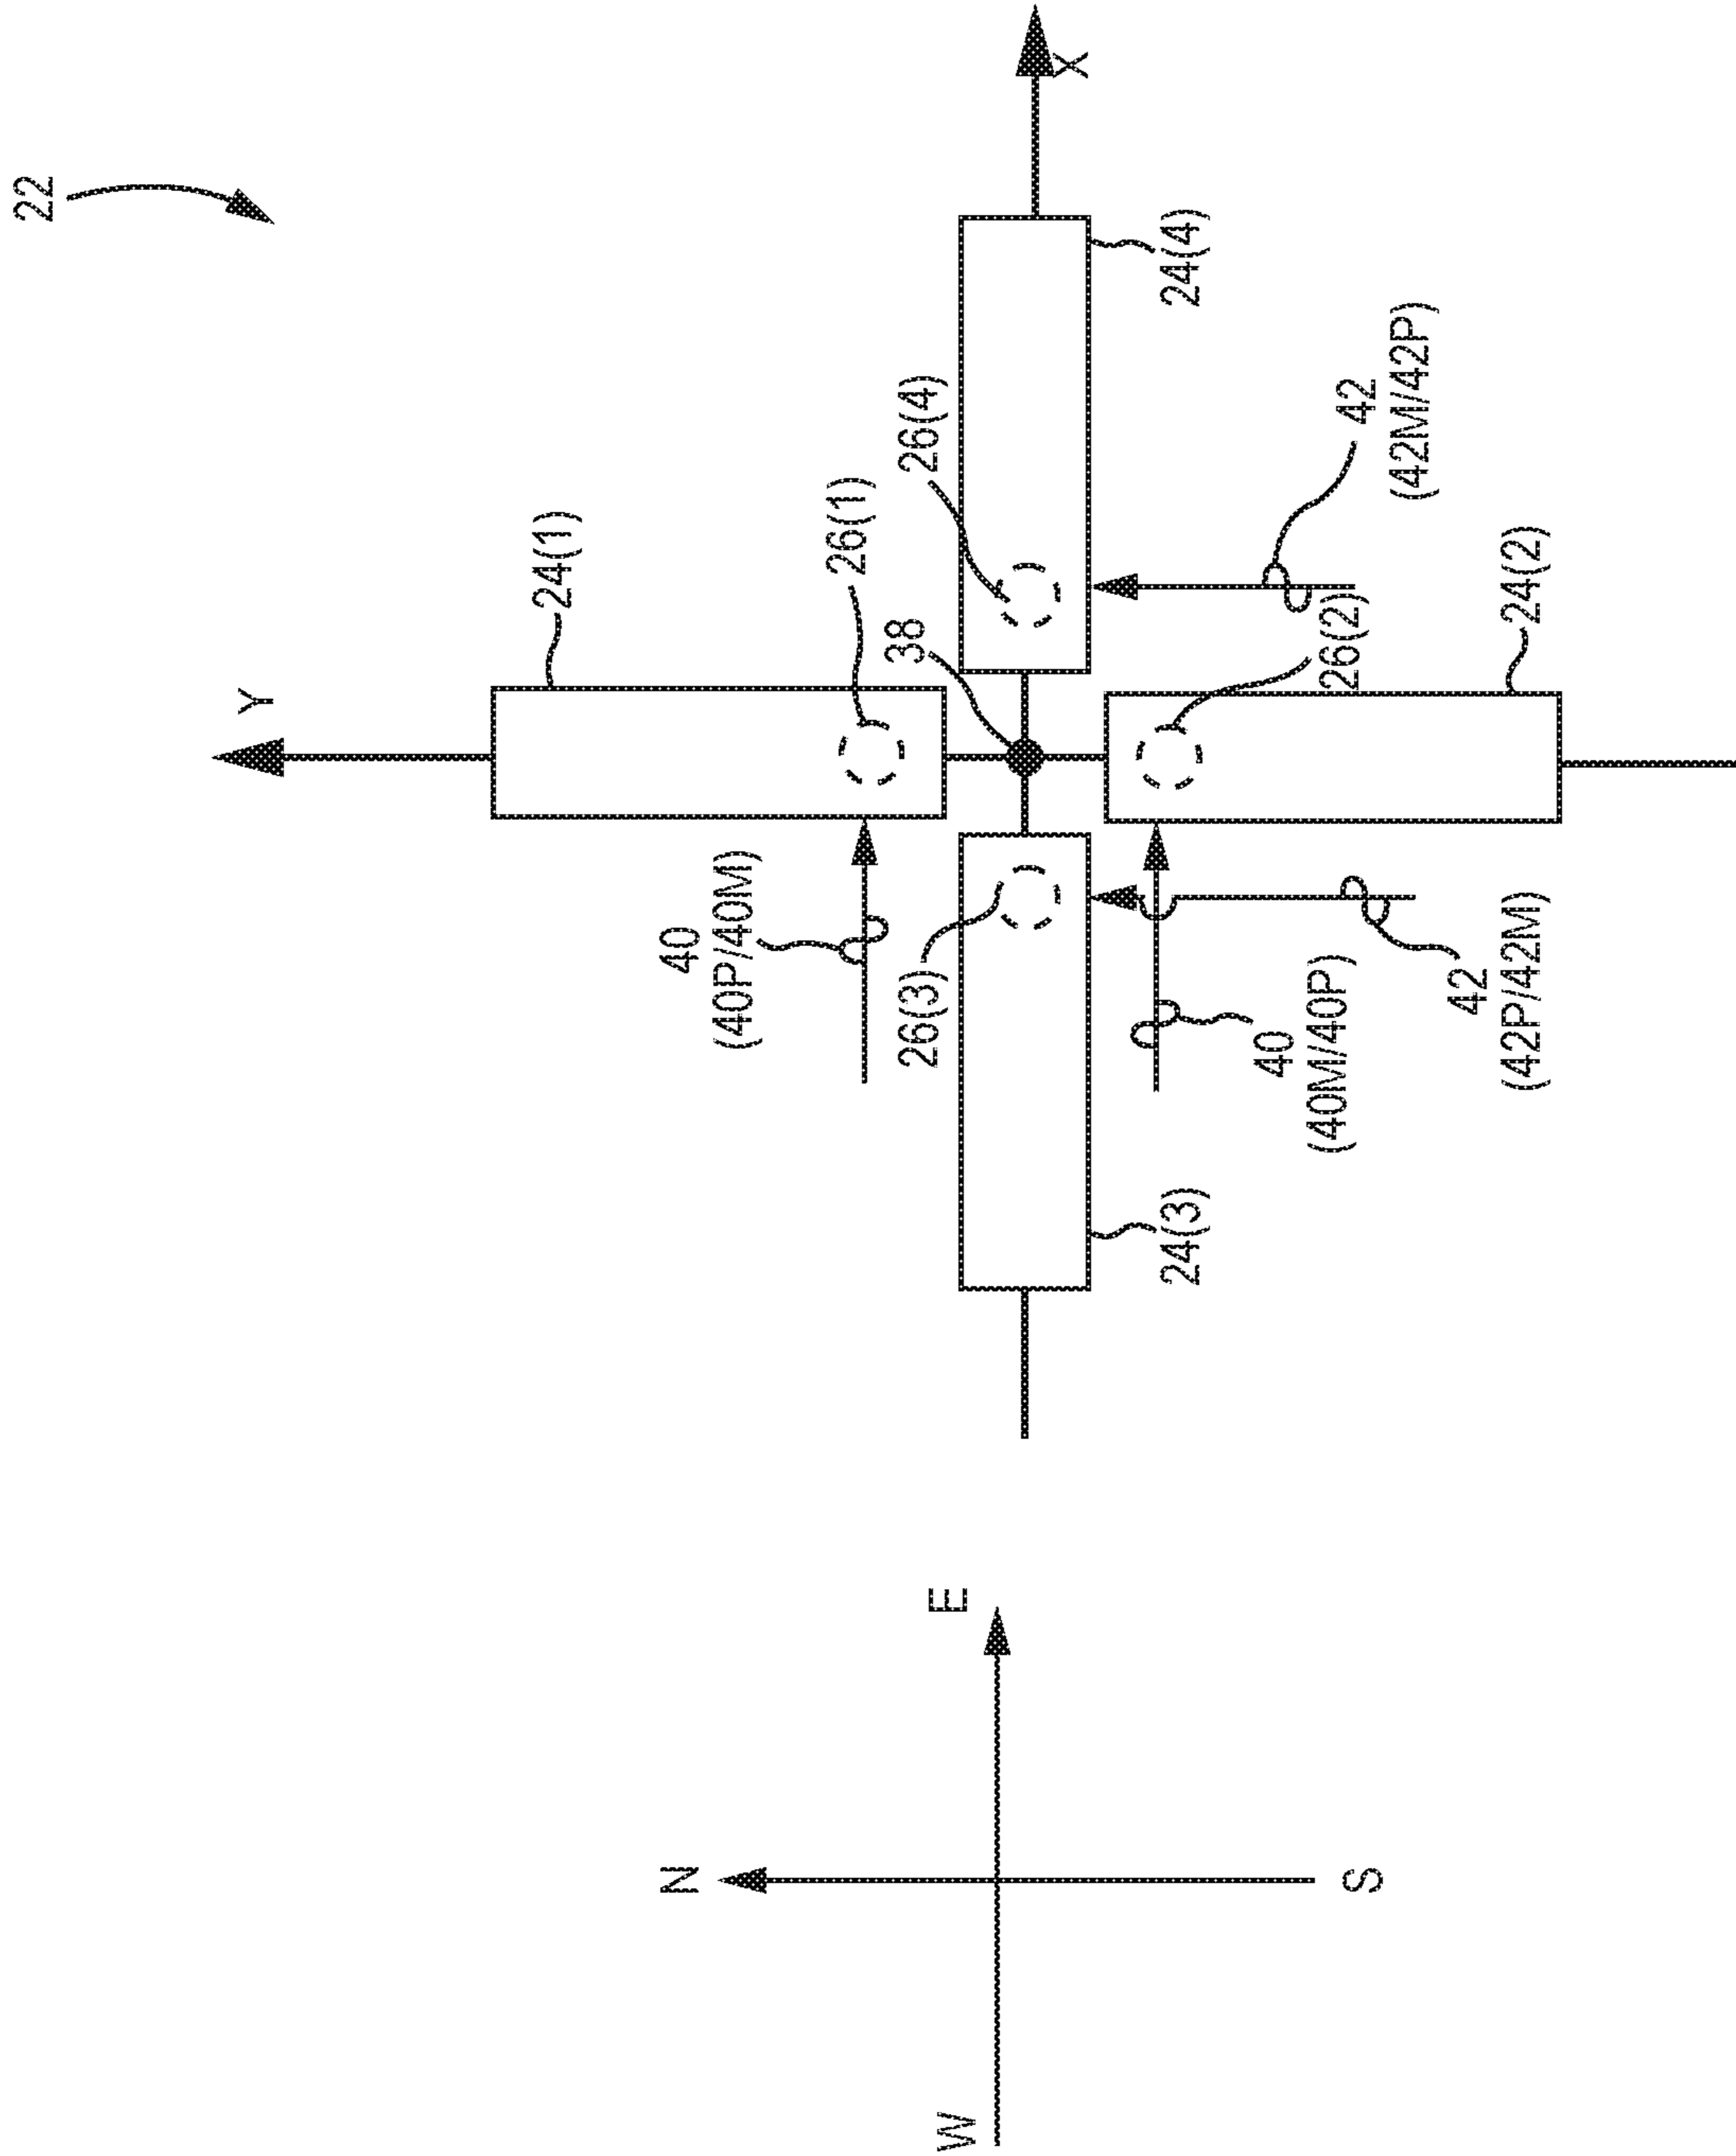 22
Y
X
24(1)
26(1)
26(4)
38
24(4)
40
(40P/40M)
26(3)
42
(42M/42P)
26(2)
24(2)
40
(40M/40P)
42
(42P/42M)
24(3)
N
E
W
S